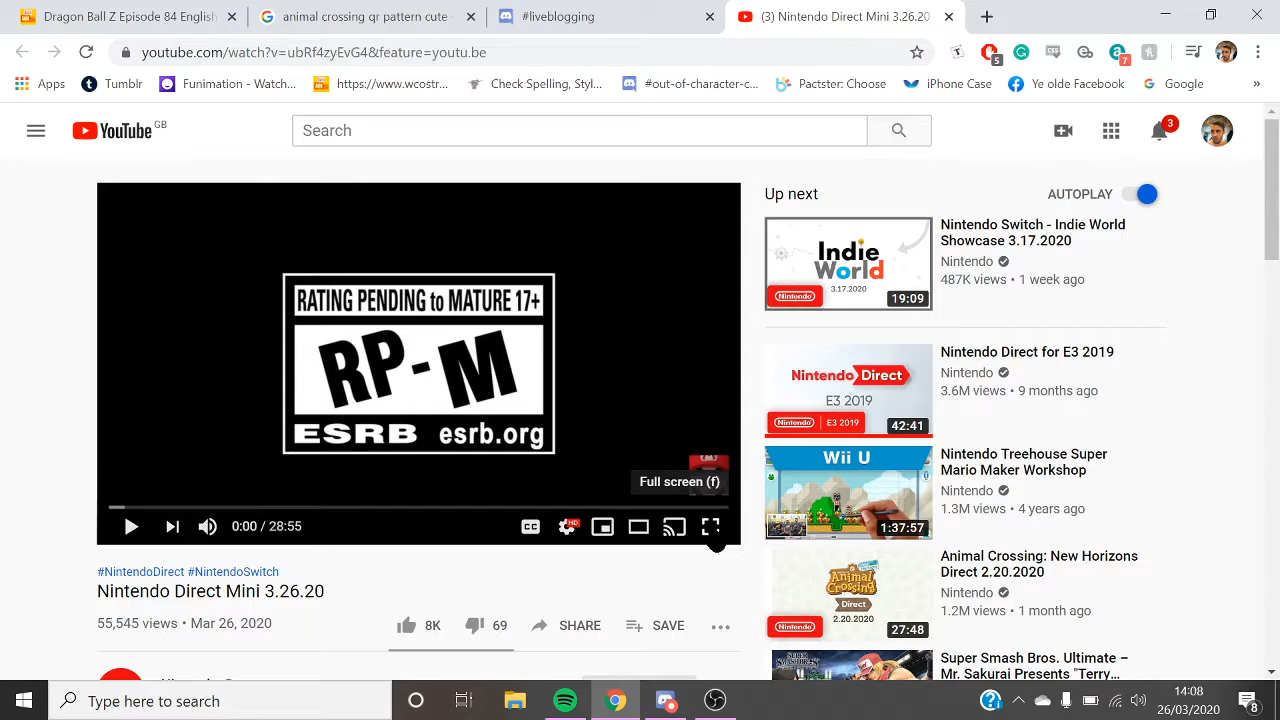 Dragon Ball Z Episode 84 English
animal crossing qr pattern cute -
#liveblogging
(3) Nintendo Direct Mini 3.26.20
youtube.com/watch?v=ubRf4zyEvG4&feature=youtu.be
5
7
Apps
Tumblr
Funimation - Watch...
https://www.wcostr...
Check Spelling, Styl...
#out-of-character-c...
Pactster: Choose
iPhone Case
Ye olde Facebook
Google
»
YouTube GB
Search
3
RATING PENDING to MATURE 17+
RP-M
ESRB esrb.org
Full screen (f)
0:00 / 28:55
CC
HD
#NintendoDirect #NintendoSwitch
Nintendo Direct Mini 3.26.20
55,545 views • Mar 26, 2020
8K
69
SHARE
SAVE
Up next
AUTOPLAY
Indie World
3.17.2020
Nintendo
19:09
Nintendo Switch - Indie World
Showcase 3.17.2020
Nintendo
487K views • 1 week ago
Nintendo Direct
E3 2019
Nintendo E3 2019
42:41
Nintendo Direct for E3 2019
Nintendo
3.6M views • 9 months ago
Wii U
1:37:57
Nintendo Treehouse Super
Mario Maker Workshop
Nintendo
1.3M views • 4 years ago
ANIMAL CROSSING
Direct
2.20.2020
Nintendo
27:48
Animal Crossing: New Horizons
Direct 2.20.2020
Nintendo
1.2M views • 1 month ago
Super Smash Bros. Ultimate –
Mr. Sakurai Presents "Terry...
Type here to search
14:08
26/03/2020
8